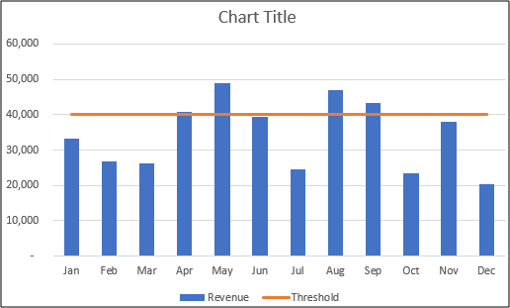 Chart Title
60,000
50,000
40,000
30,000
20,000
10,000
-
Jan Feb Mar Apr May Jun Jul Aug Sep Oct Nov Dec
Revenue Threshold